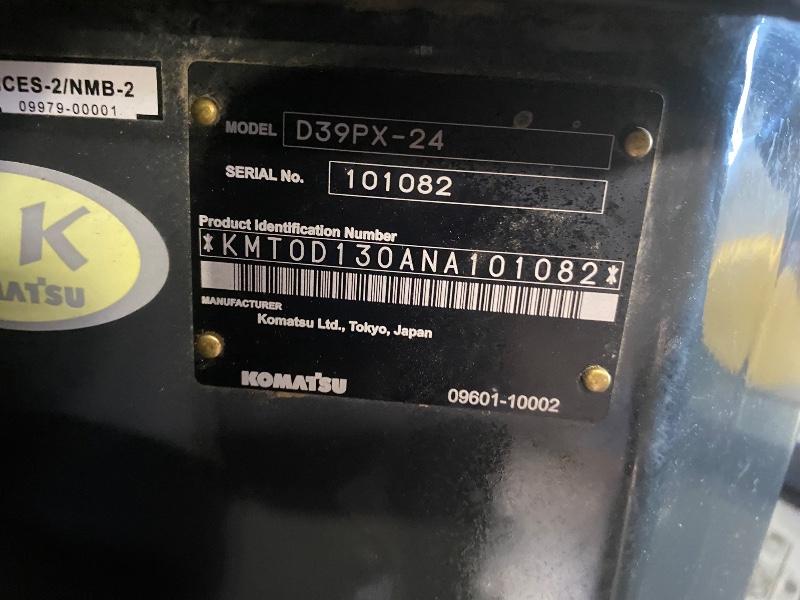 CES-2/NMB-2
09979-00001
K
MODEL D39PX-24
SERIAL No. 101082
Product Identification Number
*KMT0D130ANA101082*
MANUFACTURER
Komatsu Ltd., Tokyo, Japan
KOMATSU
09601-10002